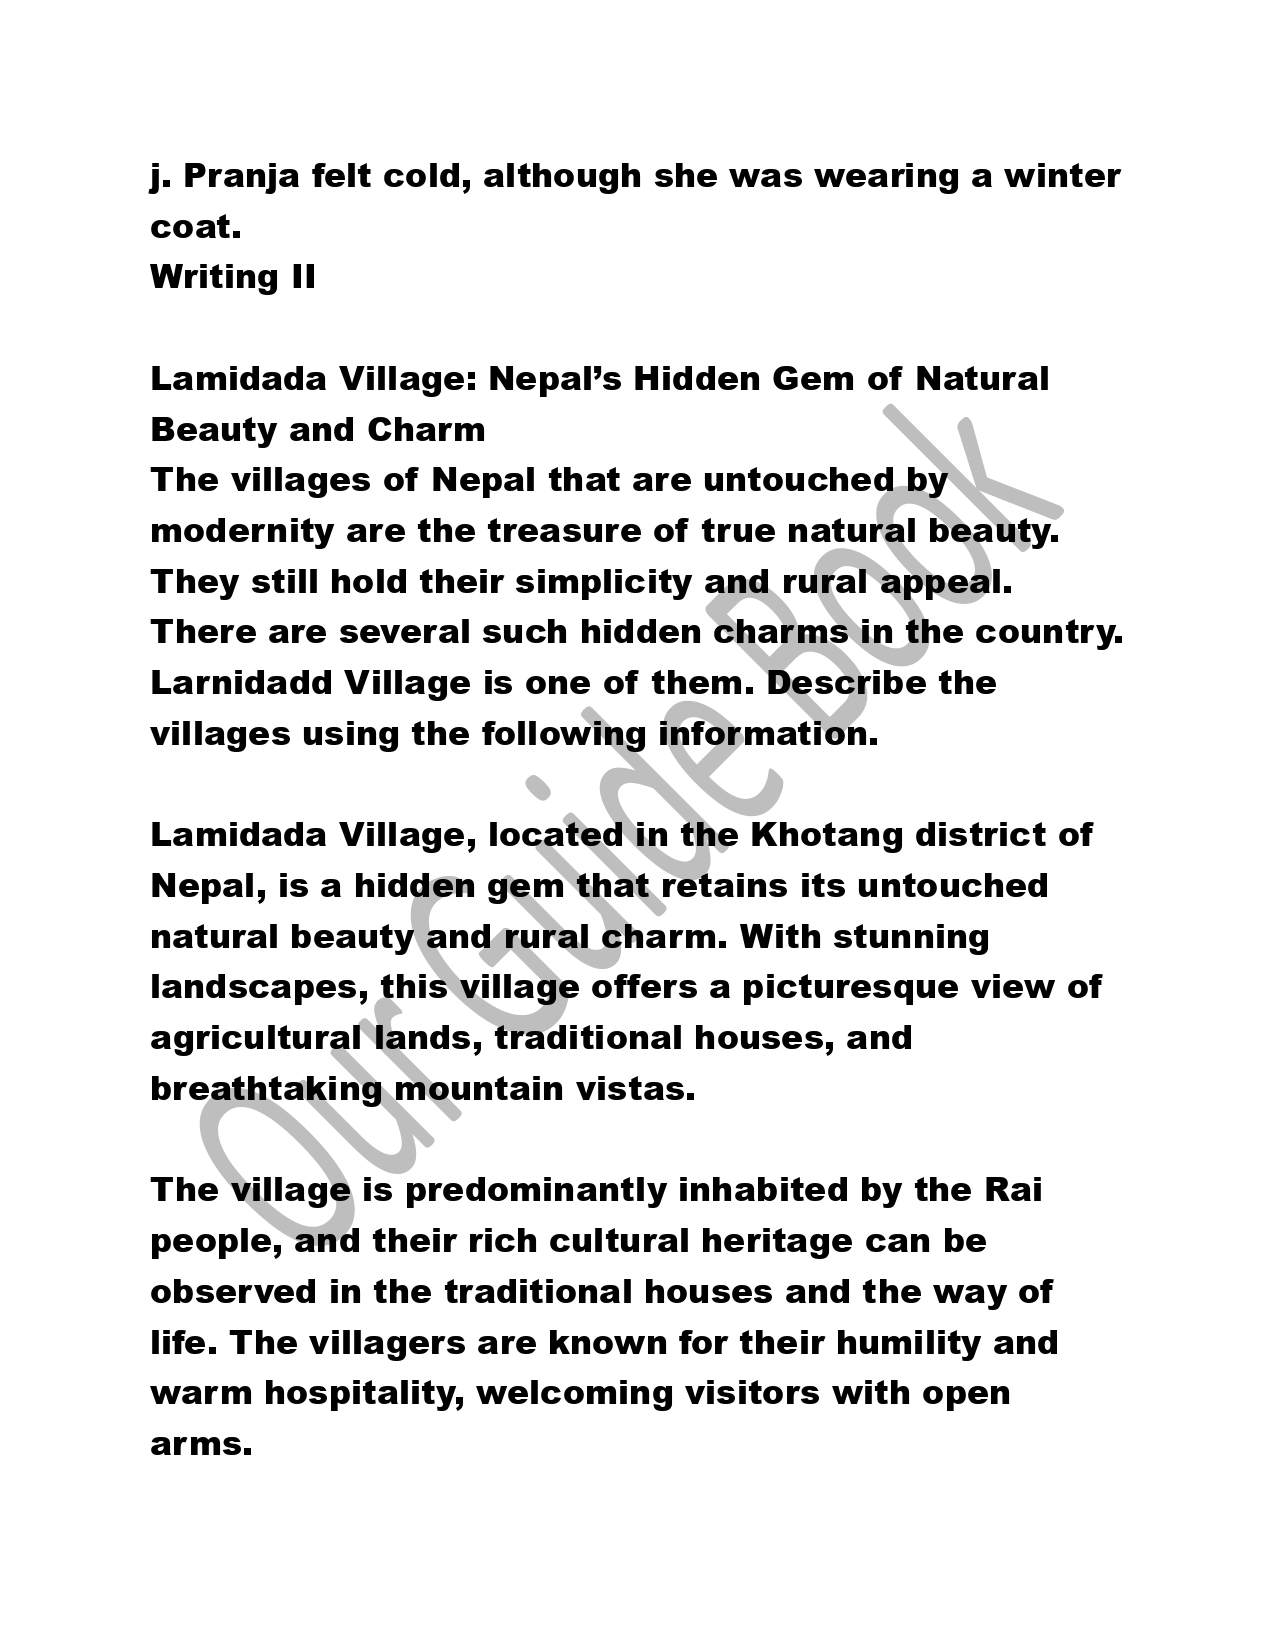 j. Pranja felt cold, although she was wearing a winter
coat.
Writing II
Lamidada Village: Nepal’s Hidden Gem of Natural
Beauty and Charm
The villages of Nepal that are untouched by
modernity are the treasure of true natural beauty.
They still hold their simplicity and rural appeal.
There are several such hidden charms in the country.
Larnidadd Village is one of them. Describe the
villages using the following information.
Lamidada Village, located in the Khotang district of
Nepal, is a hidden gem that retains its untouched
natural beauty and rural charm. With stunning
landscapes, this village offers a picturesque view of
agricultural lands, traditional houses, and
breathtaking mountain vistas.
The village is predominantly inhabited by the Rai
people, and their rich cultural heritage can be
observed in the traditional houses and the way of
life. The villagers are known for their humility and
warm hospitality, welcoming visitors with open
arms.
Our Guide Book